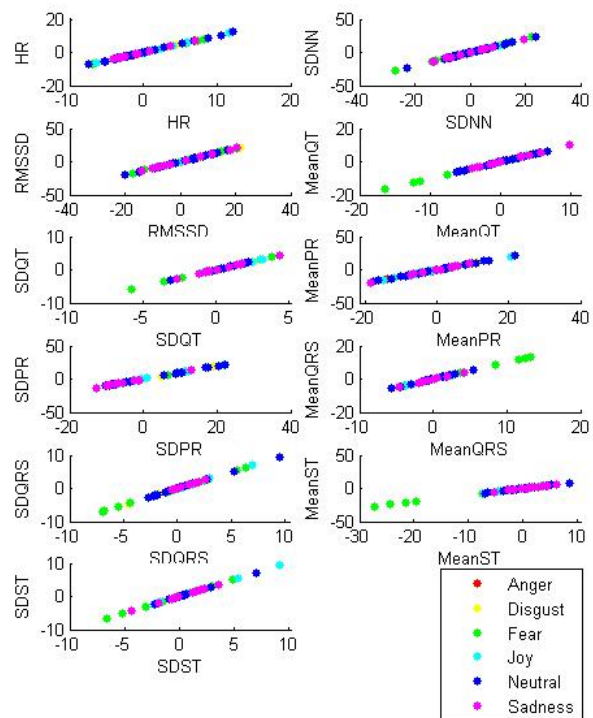 HR
20
0
-20
-10 0 10 20
HR
SDNN
50
0
-50
-40 -20 0 20 40
SDNN
RMSSD
50
0
-50
-40 -20 0 20 40
RMSSD
MeanQT
20
0
-20
-20 -10 0 10
MeanQT
SDQT
10
0
-10
-10 -5 0 5
SDQT
MeanPR
50
0
-50
-20 0 20 40
MeanPR
SDPR
50
0
-50
-20 0 20 40
SDPR
MeanQRS
20
0
-20
-10 0 10 20
MeanQRS
SDQRS
10
0
-10
-10 -5 0 5 10
SDQRS
MeanST
50
0
-50
-30 -20 -10 0 10
MeanST
SDST
10
0
-10
-10 -5 0 5 10
SDST
Anger
Disgust
Fear
Joy
Neutral
Sadness